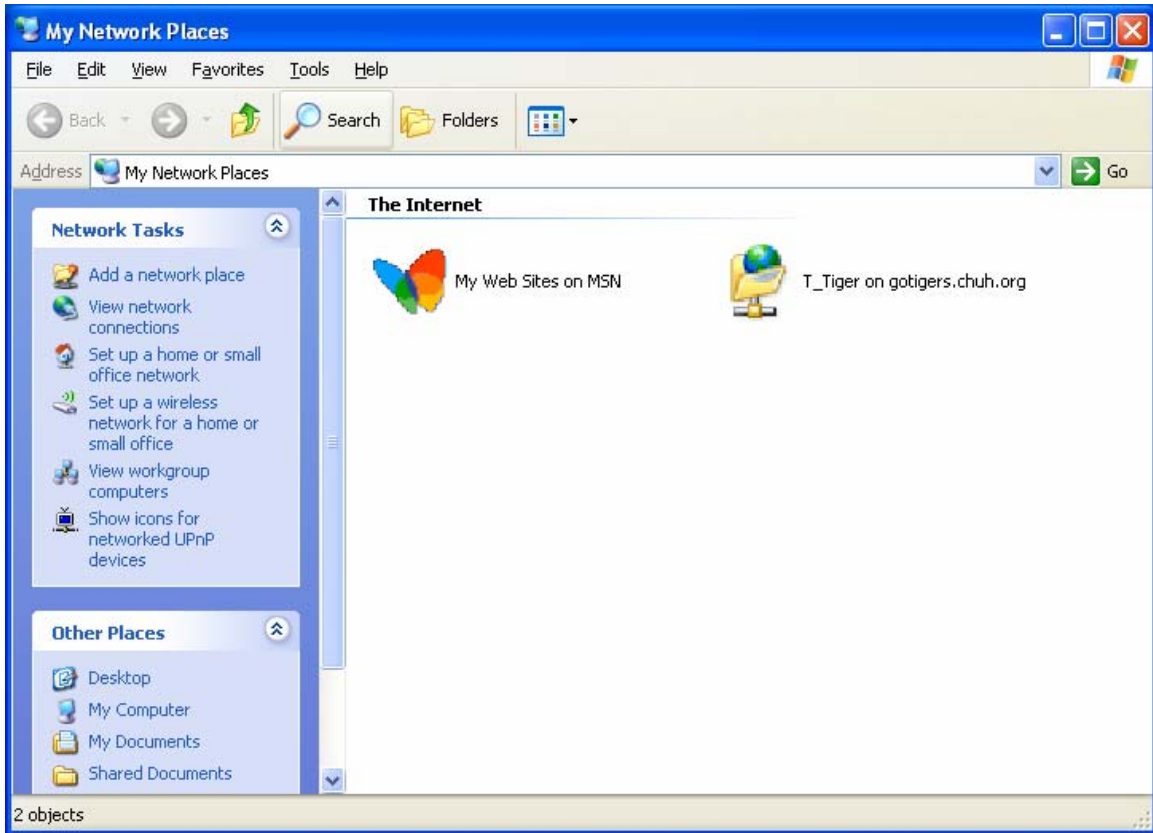 My Network Places
File Edit View Favorites Tools Help
Back Search Folders
Address My Network Places Go
Network Tasks
Add a network place
View network
connections
Set up a home or small
office network
Set up a wireless
network for a home or
small office
View workgroup
computers
Show icons for
networked UPnP
devices
Other Places
Desktop
My Computer
My Documents
Shared Documents
The Internet
My Web Sites on MSN
T_Tiger on gotigers.chuh.org
2 objects